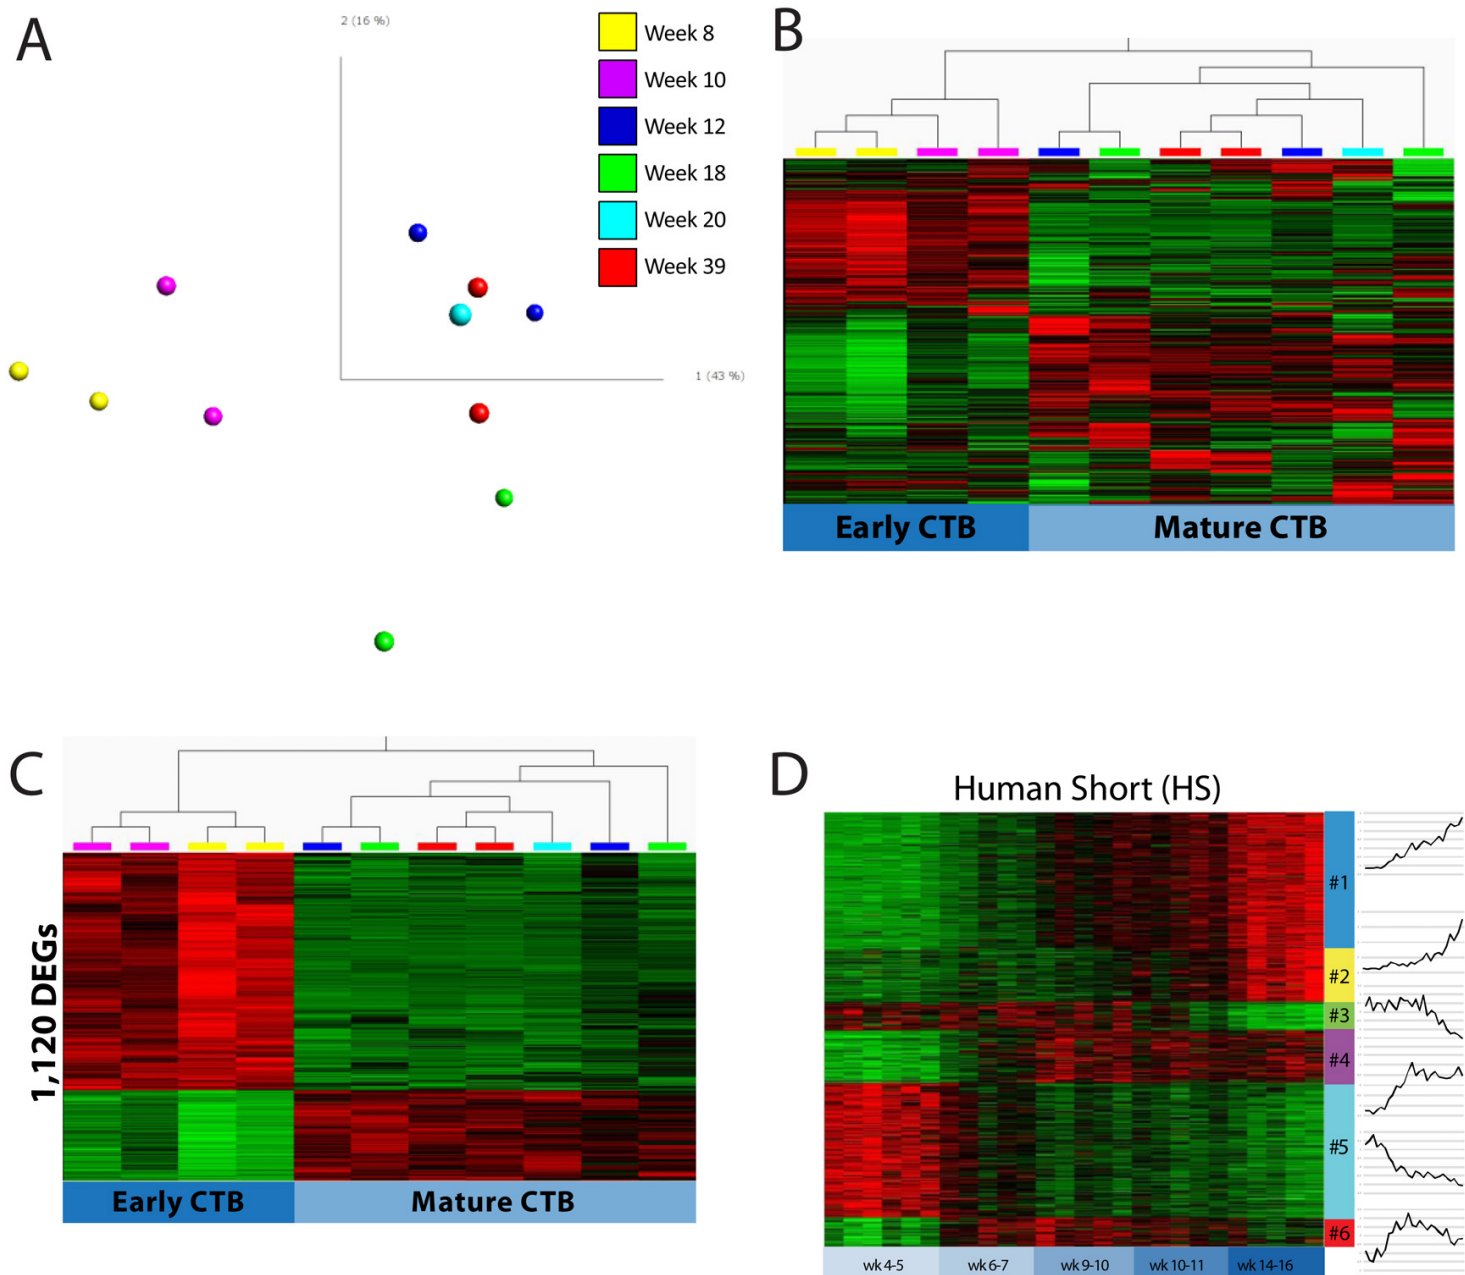 A
2 (16 %)
Week 8
Week 10
Week 12
Week 18
Week 20
Week 39
1 (43 %)
B
Early CTB
Mature CTB
C
1,120 DEGs
Early CTB
Mature CTB
D
Human Short (HS)
#1
#2
#3
#4
#5
#6
wk 4-5
wk 6-7
wk 9-10
wk 10-11
wk 14-16